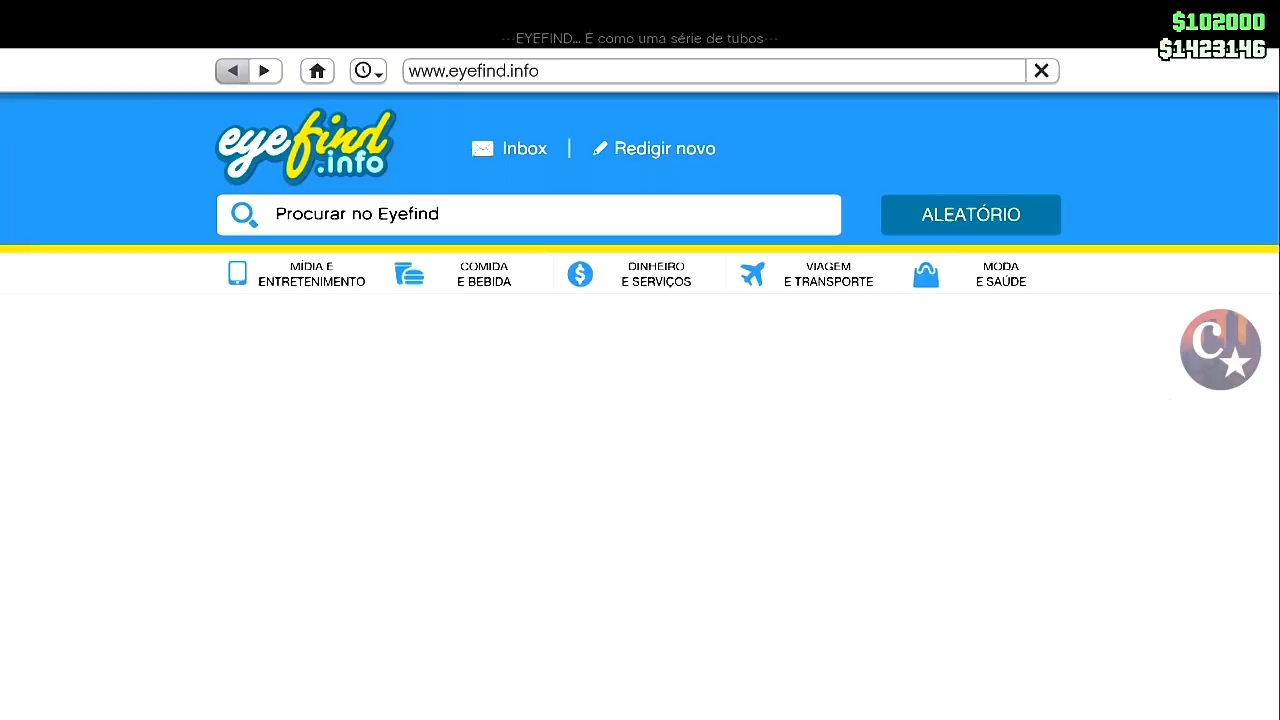 ---EYEFIND... É como uma série de tubos---
$102000
$1423146
www.eyefind.info
eyefind
.info
Inbox
Redigir novo
Procurar no Eyefind
ALEATÓRIO
MÍDIA E
ENTRETENIMENTO
COMIDA
E BEBIDA
DINHEIRO
E SERVIÇOS
VIAGEM
E TRANSPORTE
MODA
E SAÚDE
C